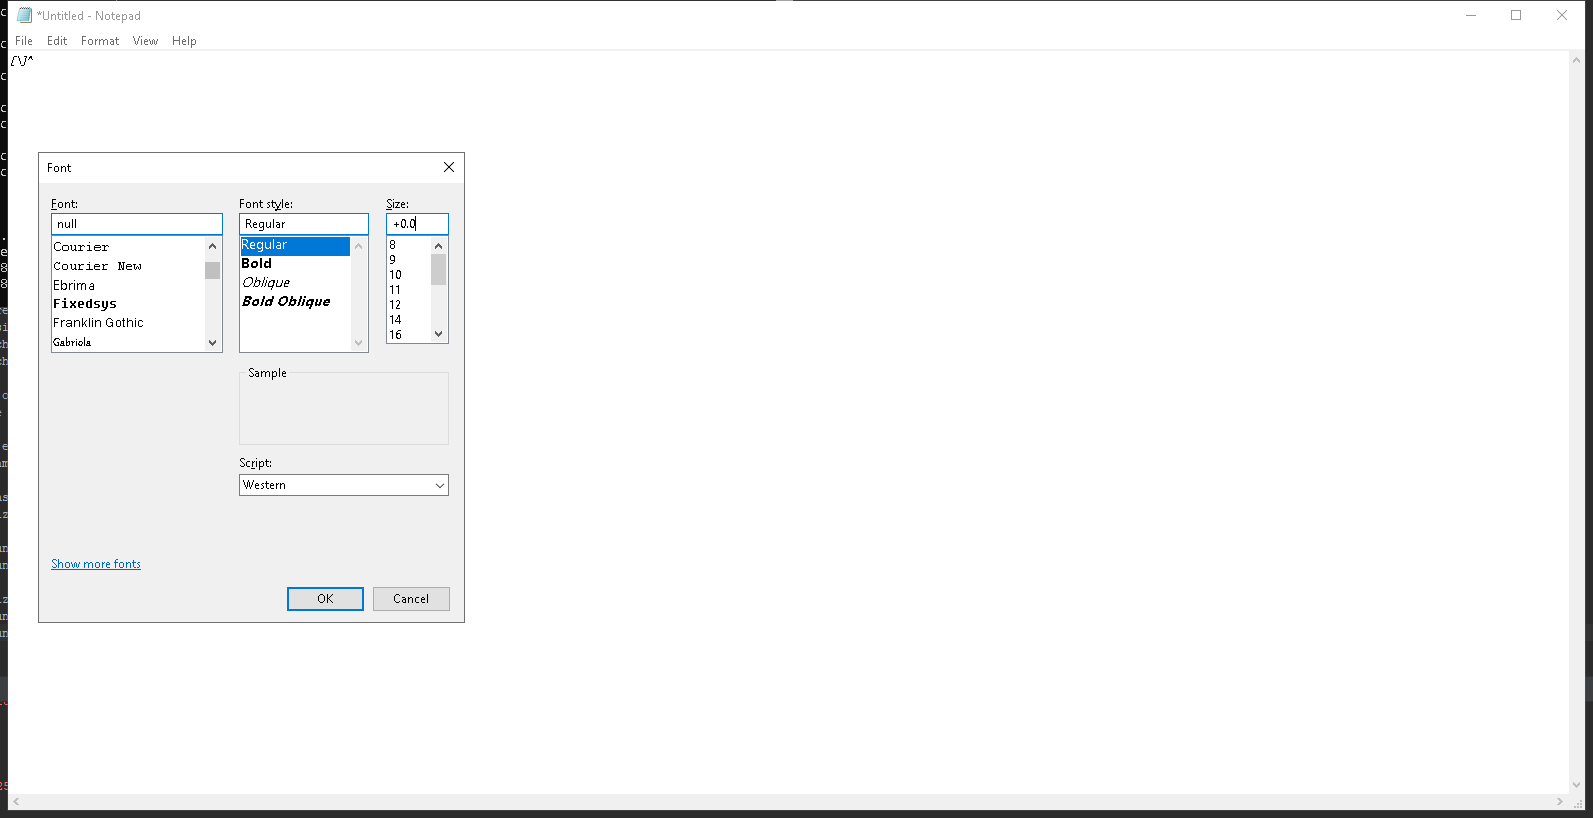 *Untitled - Notepad
File Edit Format View Help
[\]^
Font
Font: Font style: Size:
null Regular +0.0
Courier Regular 8
Courier New Bold 9
Ebrima Oblique 10
Fixedsys Bold Oblique 11
Franklin Gothic 12
Gabriola 14
16
Sample
Script:
Western
Show more fonts
OK Cancel